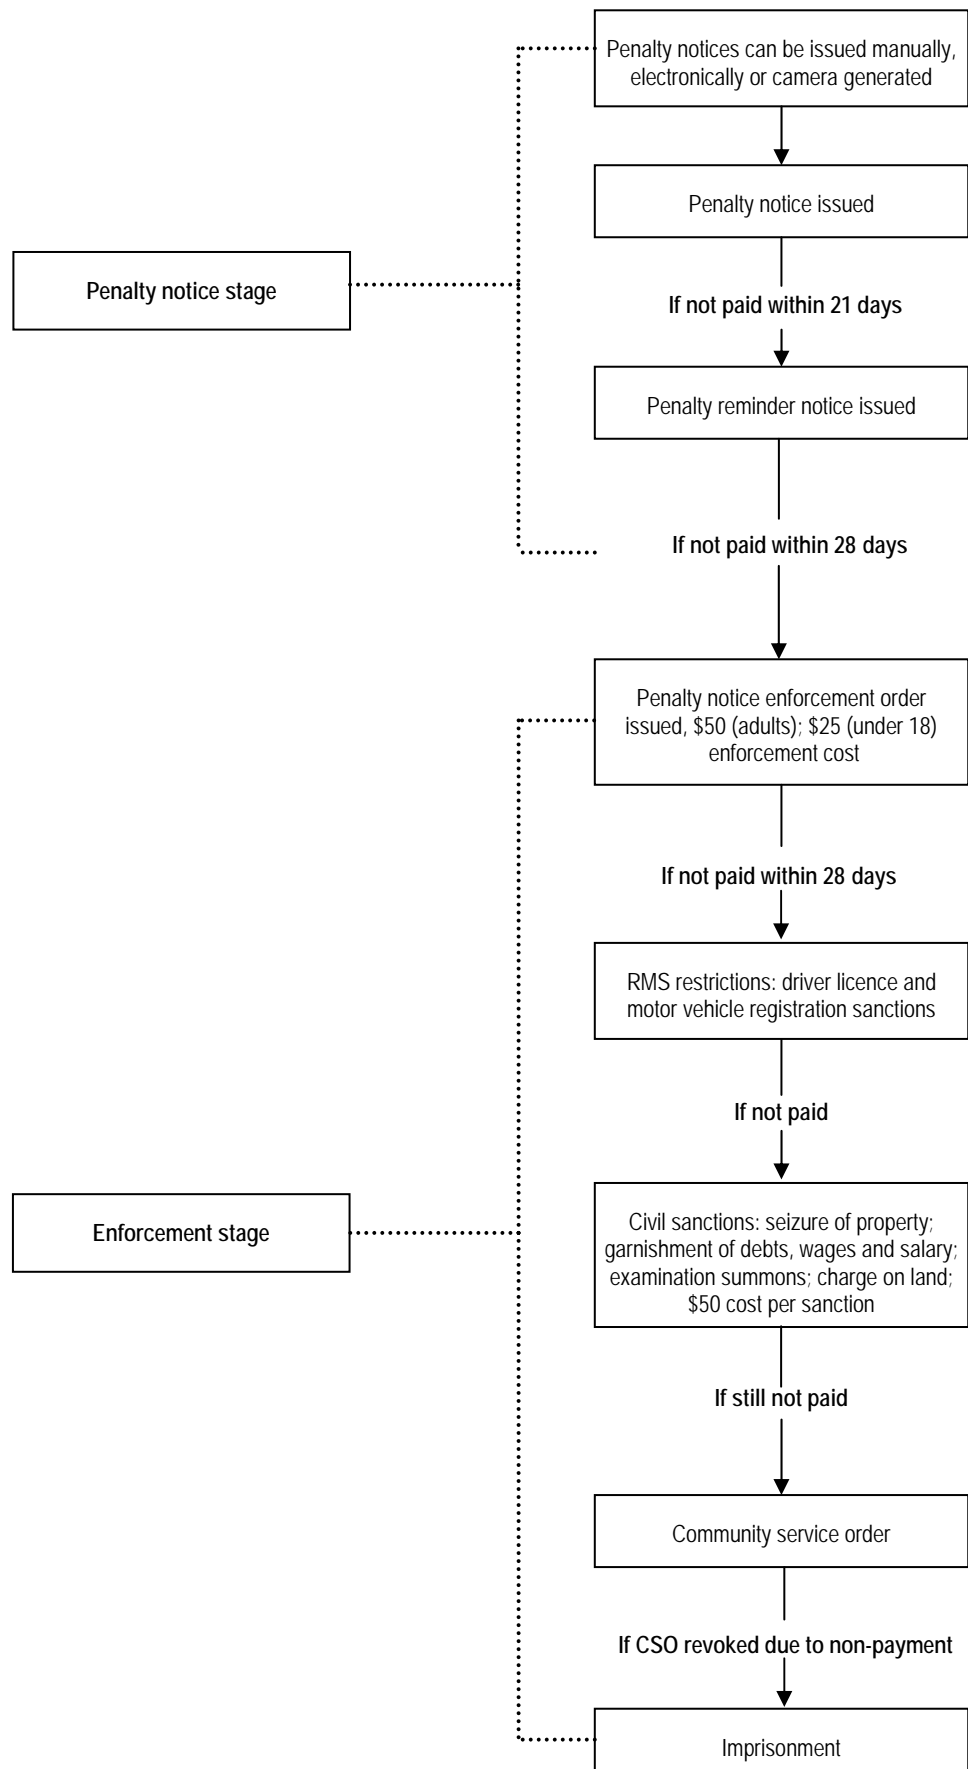 Penalty notices can be issued manually,
electronically or camera generated
Penalty notice issued
Penalty notice stage
If not paid within 21 days
Penalty reminder notice issued
If not paid within 28 days
Penalty notice enforcement order
issued, $50 (adults); $25 (under 18)
enforcement cost
If not paid within 28 days
RMS restrictions: driver licence and
motor vehicle registration sanctions
If not paid
Enforcement stage
Civil sanctions: seizure of property;
garnishment of debts, wages and salary;
examination summons; charge on land;
$50 cost per sanction
If still not paid
Community service order
If CSO revoked due to non-payment
Imprisonment